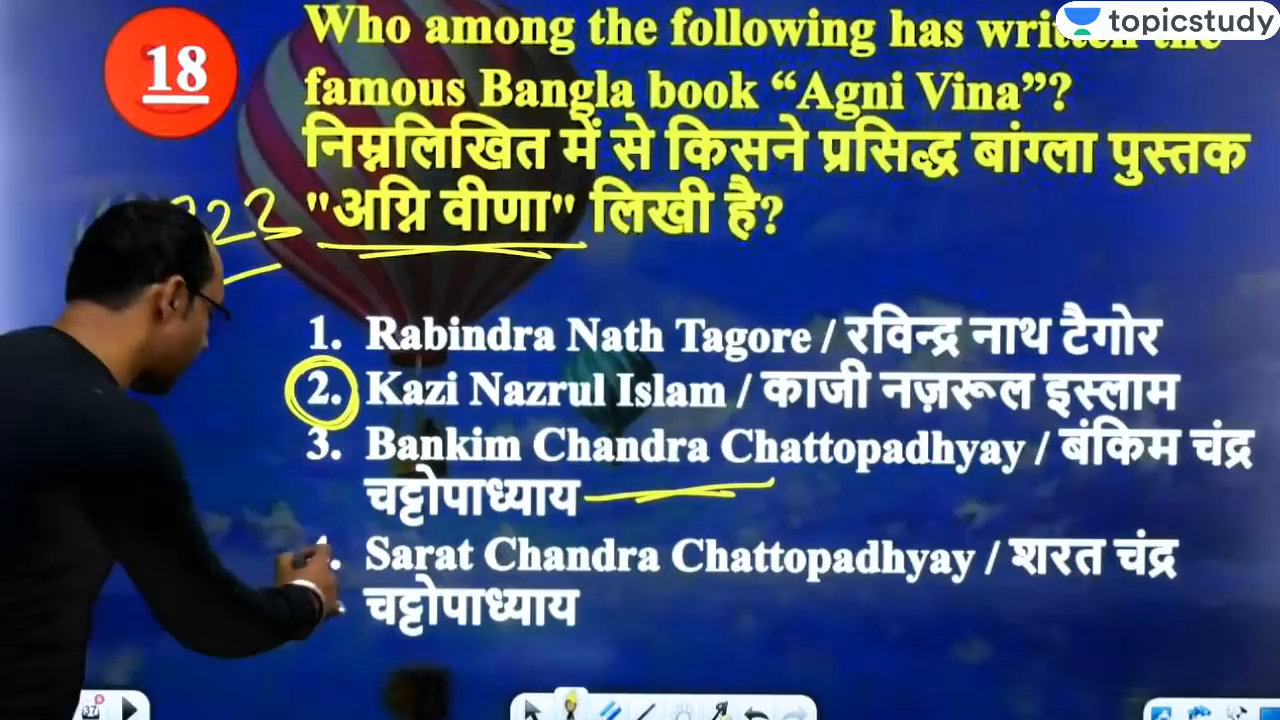 topicstudy
18
Who among the following has written the
famous Bangla book “Agni Vina”?
निम्नलिखित में से किसने प्रसिद्ध बांग्ला पुस्तक
"अग्नि वीणा" लिखी है?
1. Rabindra Nath Tagore / रविन्द्र नाथ टैगोर
2. Kazi Nazrul Islam / काजी नज़रूल इस्लाम
3. Bankim Chandra Chattopadhyay / बंकिम चंद्र
चट्टोपाध्याय
4. Sarat Chandra Chattopadhyay / शरत चंद्र
चट्टोपाध्याय